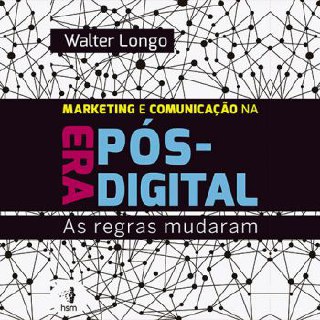 Walter Longo
MARKETING E COMUNICAÇÃO NA
ERA
PÓS-
DIGITAL
As regras mudaram
hsm